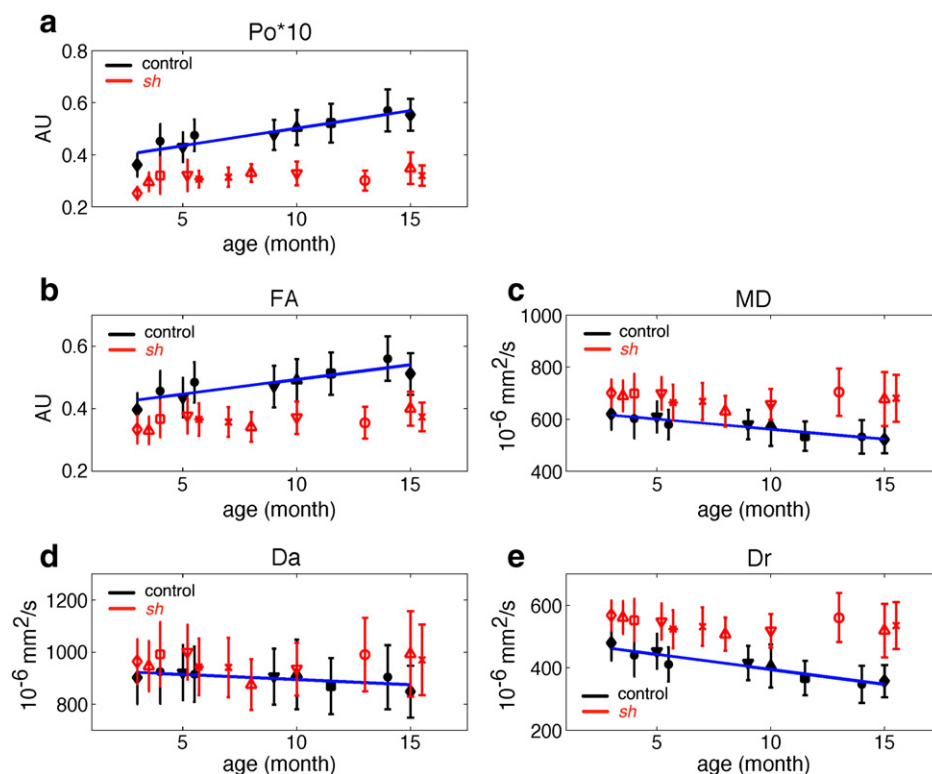 a
Po*10
0.8
control
sh
0.6
AU
0.4
0.2
5
10
15
age (month)
b
FA
control
sh
0.6
AU
0.4
0.2
5
10
15
age (month)
c
MD
1000
control
sh
800
10⁻⁶ mm²/s
600
400
5
10
15
age (month)
d
Da
control
sh
1200
10⁻⁶ mm²/s
1000
800
5
10
15
age (month)
e
Dr
600
10⁻⁶ mm²/s
400
control
sh
200
5
10
15
age (month)